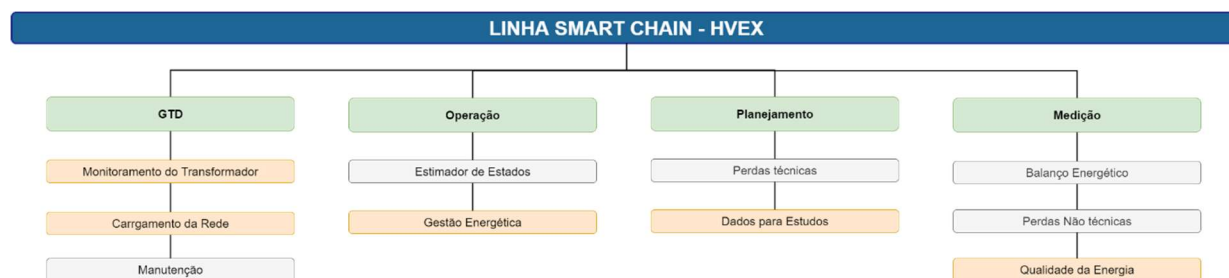 LINHA SMART CHAIN - HVEX
GTD
Operação
Planejamento
Medição
Monitoramento do Transformador
Estimador de Estados
Perdas técnicas
Balanço Energético
Carrgamento da Rede
Gestão Energética
Dados para Estudos
Perdas Não técnicas
Manutenção
Qualidade da Energia